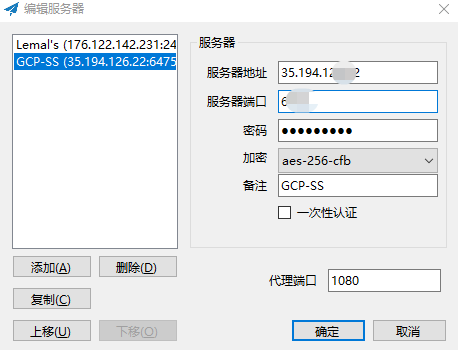 编辑服务器
Lemal's (176.122.142.231:24
GCP-SS (35.194.126.22:6475
服务器
服务器地址 35.194.12
服务器端口 6
密码 ●●●●●●●●●
加密 aes-256-cfb
备注 GCP-SS
一次性认证
添加(A) 删除(D)
代理端口 1080
复制(C)
上移(U) 下移(O) 确定 取消